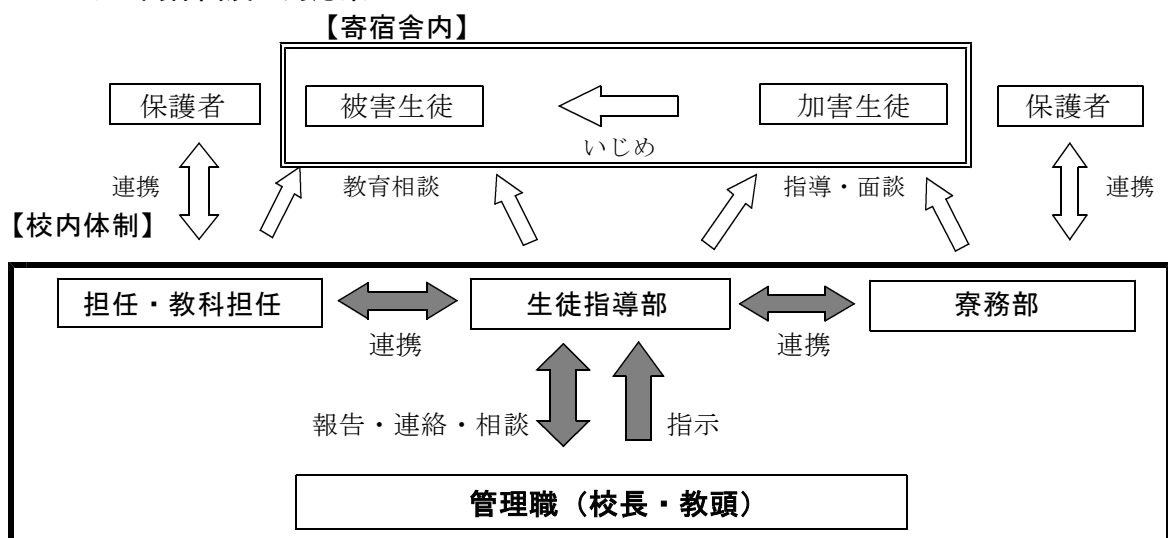 【寄宿舎内】
保護者
被害生徒
加害生徒
保護者
いじめ
連携
教育相談
指導・面談
連携
【校内体制】
担任・教科担任
生徒指導部
寮務部
連携
連携
報告・連絡・相談
指示
管理職（校長・教頭）